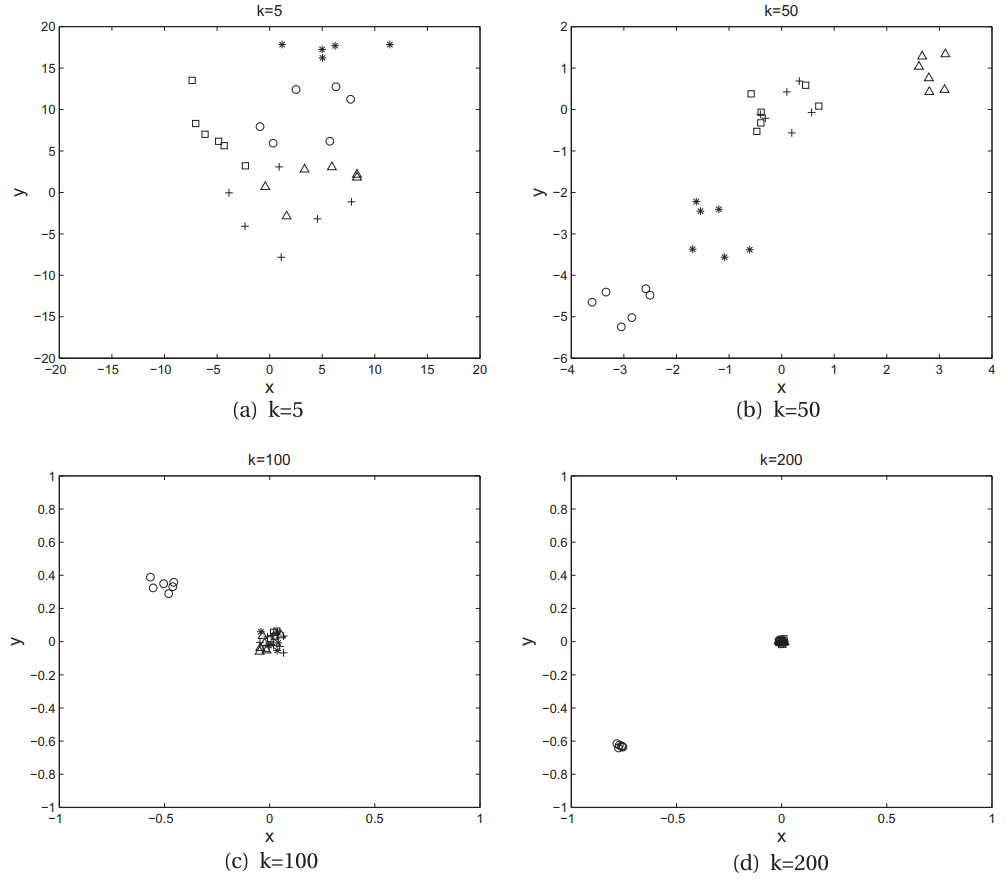 k=5
20
15
10
5
0
−5
−10
−15
−20
y
−20 −15 −10 −5 0 5 10 15 20
x
(a) k=5
k=50
2
1
0
−1
−2
−3
−4
−5
−6
y
−4 −3 −2 −1 0 1 2 3 4
x
(b) k=50
k=100
1
0.8
0.6
0.4
0.2
0
−0.2
−0.4
−0.6
−0.8
−1
y
−1 −0.5 0 0.5 1
x
(c) k=100
k=200
1
0.8
0.6
0.4
0.2
0
−0.2
−0.4
−0.6
−0.8
−1
y
−1 −0.5 0 0.5 1
x
(d) k=200